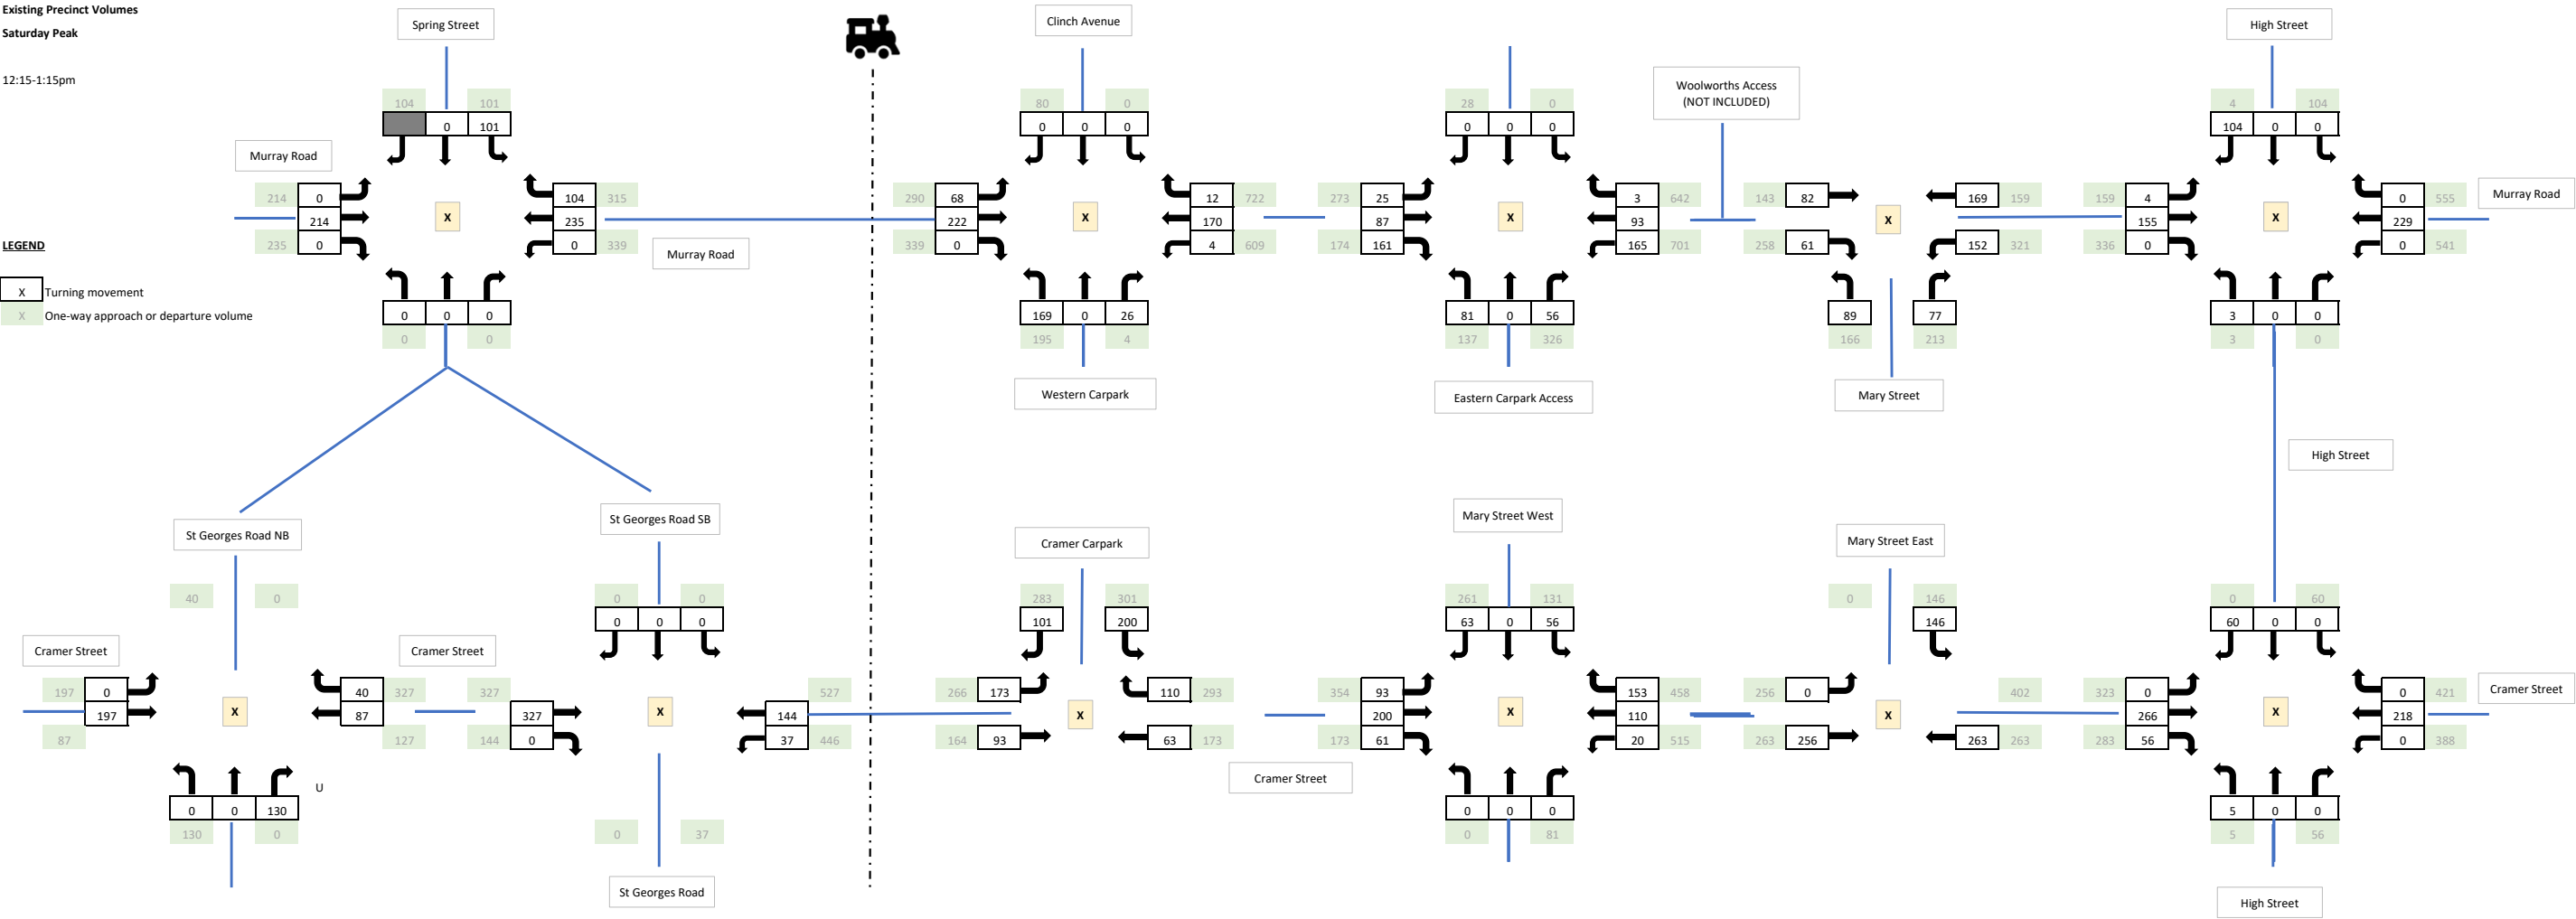 Existing Precinct Volumes
Saturday Peak
12:15-1:15pm
Spring Street
Clinch Avenue
High Street
Woolworths Access
(NOT INCLUDED)
104 101
80 0
28 0
4 104
0 101
0 0 0
0 0 0
104 0 0
Murray Road
Murray Road
214 0
104 315
290 68
12 722
273 25
3 642
143 82
169 159
159 4
0 555
214
X
235
222
X
170
87
X
93
X
155
X
229
235 0
0 339
339 0
4 609
174 161
165 701
258 61
152 321
336 0
0 541
Murray Road
LEGEND
X Turning movement
X One-way approach or departure volume
0 0 0
169 0 26
81 0 56
89 77
3 0 0
0 0
195 4
137 326
166 213
3 0
Western Carpark
Eastern Carpark Access
Mary Street
High Street
St Georges Road NB
St Georges Road SB
Cramer Carpark
Mary Street West
Mary Street East
40 0
0 0
283 301
261 131
0 146
0 60
0 0 0
101 200
63 0 56
146
60 0 0
Cramer Street
Cramer Street
Cramer Street
197 0
40 327
327
527
266 173
110 293
354 93
153 458
256 0
402
323 0
0 421
197
X
87
327
X
144
X
200
X
110
X
266
X
218
87
127
144 0
37 446
164 93
63 173
173 61
20 515
263 256
263 263
283 56
0 388
Cramer Street
U
0 0 130
0 0 0
5 0 0
130 0
0 37
0 81
5 56
St Georges Road
High Street